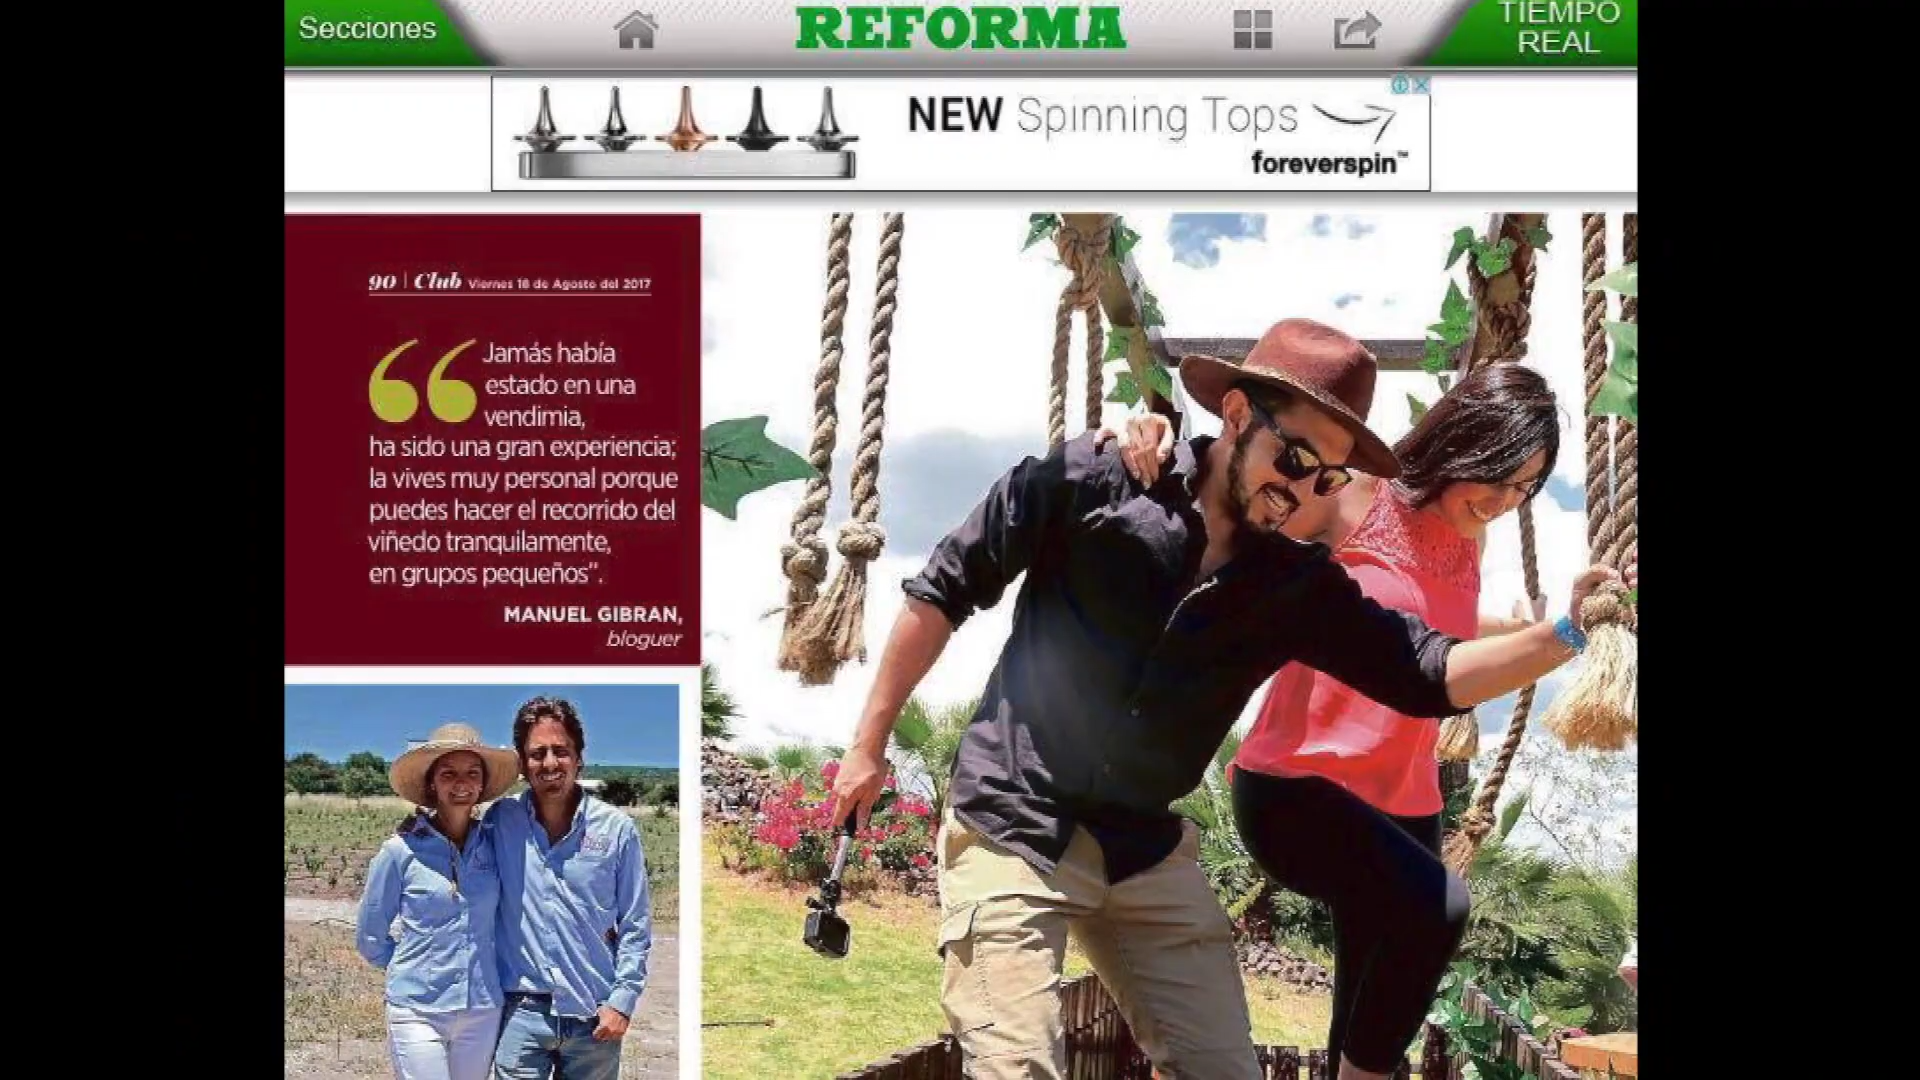 Secciones
REFORMA
TIEMPO
REAL
NEW Spinning Tops
foreverspin™
90 | Club Viernes 18 de Agosto del 2017
“Jamás había
estado en una
vendimia,
ha sido una gran experiencia;
la vives muy personal porque
puedes hacer el recorrido del
viñedo tranquilamente,
en grupos pequeños”.
MANUEL GIBRAN,
bloguer